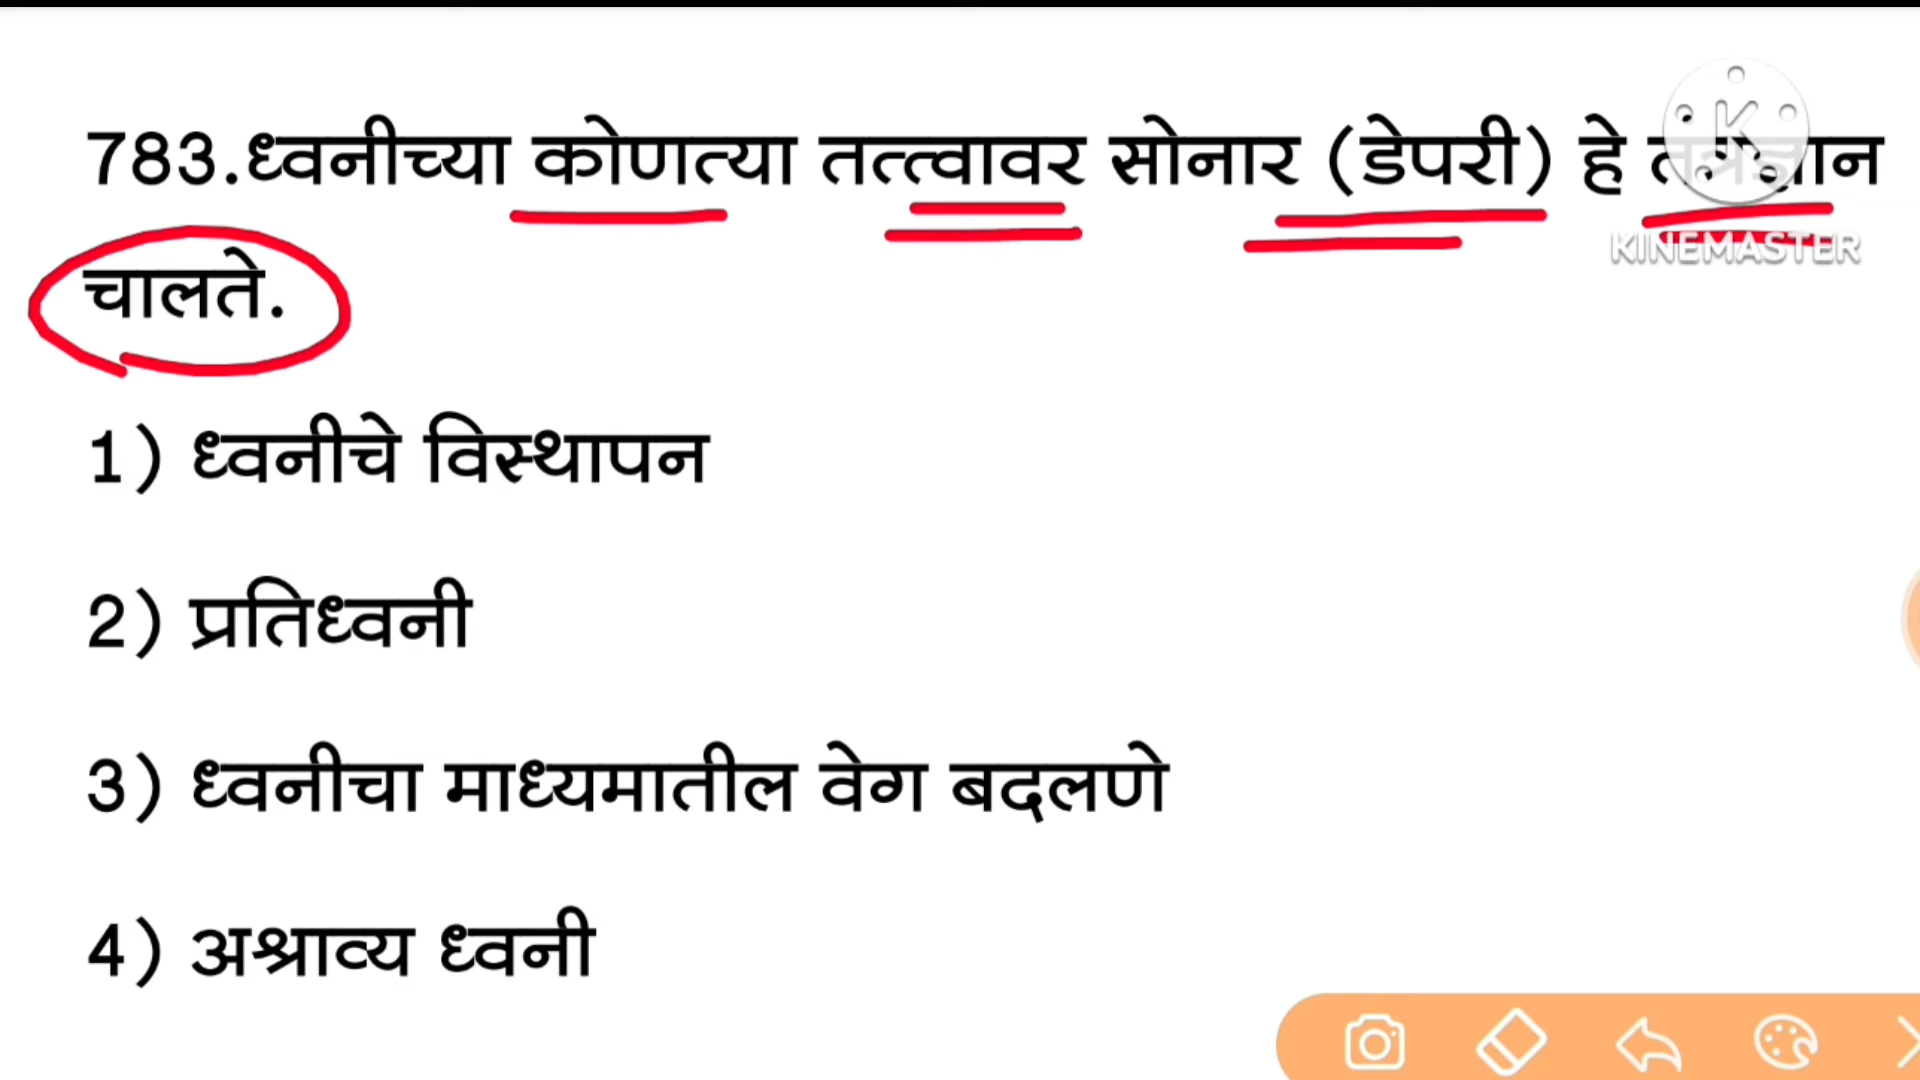 783.ध्वनीच्या कोणत्या तत्त्वावर सोनार (डेपरी) हे तंत्रज्ञान
K
KINEMASTER
चालते.
1) ध्वनीचे विस्थापन
2) प्रतिध्वनी
3) ध्वनीचा माध्यमातील वेग बदलणे
4) अश्राव्य ध्वनी